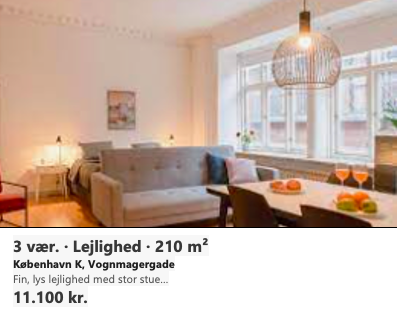 3 vær. · Lejlighed · 210 m²
København K, Vognmagergade
Fin, lys lejlighed med stor stue...
11.100 kr.